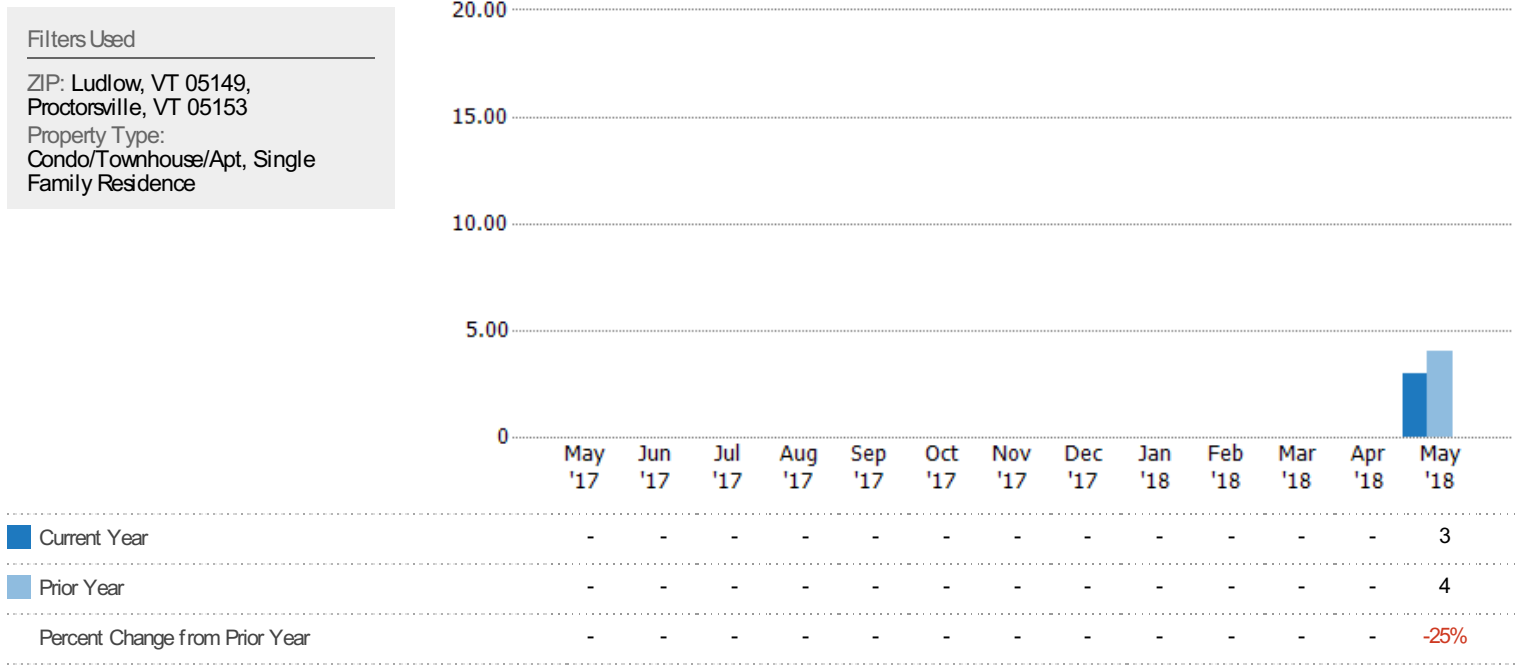 Filters Used
ZIP: Ludlow, VT 05149,
Proctorsville, VT 05153
Property Type:
Condo/Townhouse/Apt, Single
Family Residence
20.00
15.00
10.00
5.00
0
May Jun Jul Aug Sep Oct Nov Dec Jan Feb Mar Apr May
'17 '17 '17 '17 '17 '17 '17 '17 '18 '18 '18 '18 '18
Current Year - - - - - - - - - - - - 3
Prior Year - - - - - - - - - - - - 4
Percent Change from Prior Year - - - - - - - - - - - - -25%